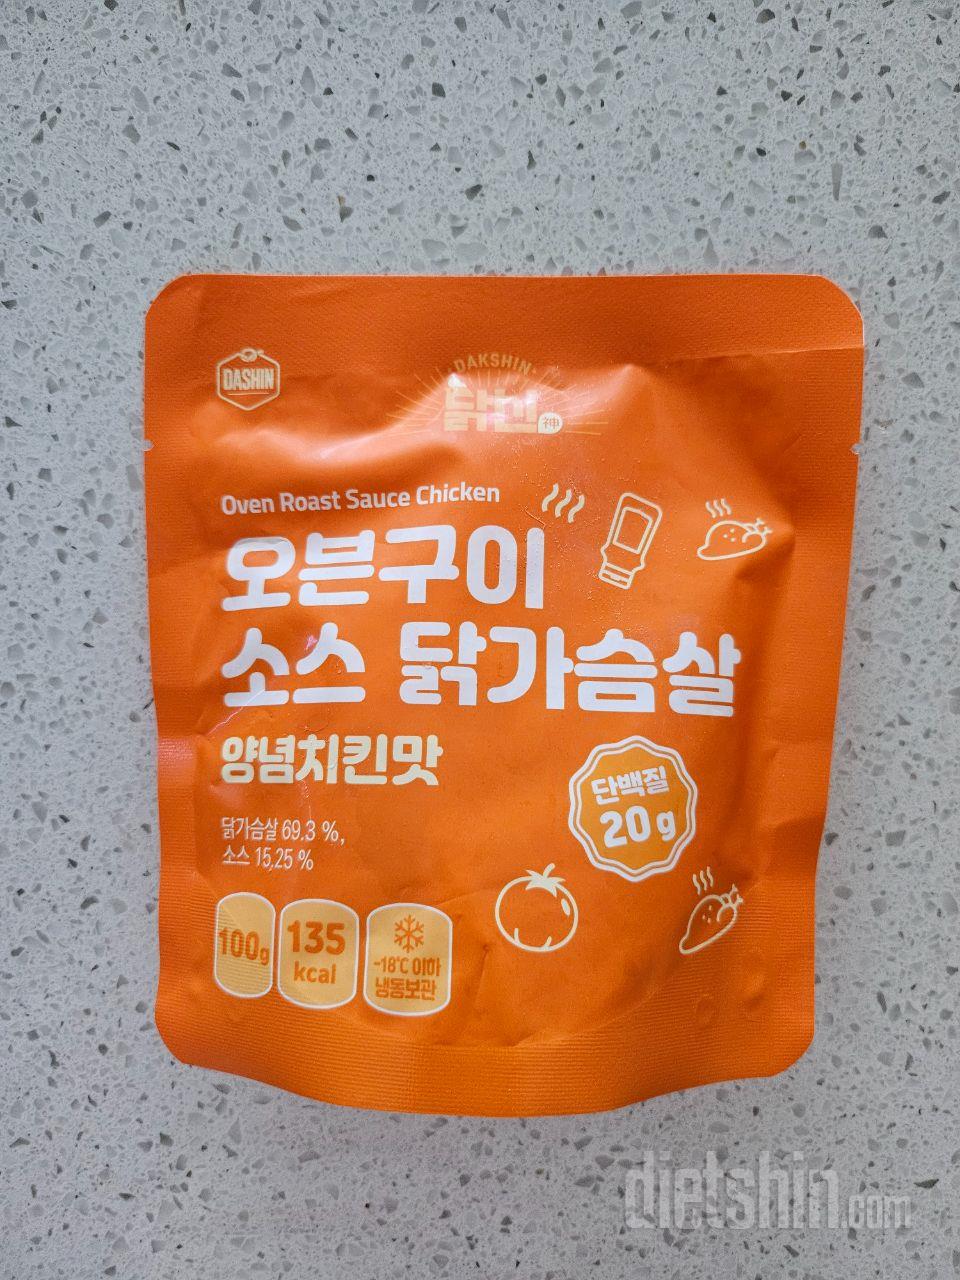 DASHIN
DAKSHIN
닭신
神
Oven Roast Sauce Chicken
오븐구이
소스 닭가슴살
양념치킨맛
닭가슴살 69.3 %,
소스 15,25 %
단백질
20 g
100g
135
kcal
-18℃ 이하
냉동보관
dietshin.com